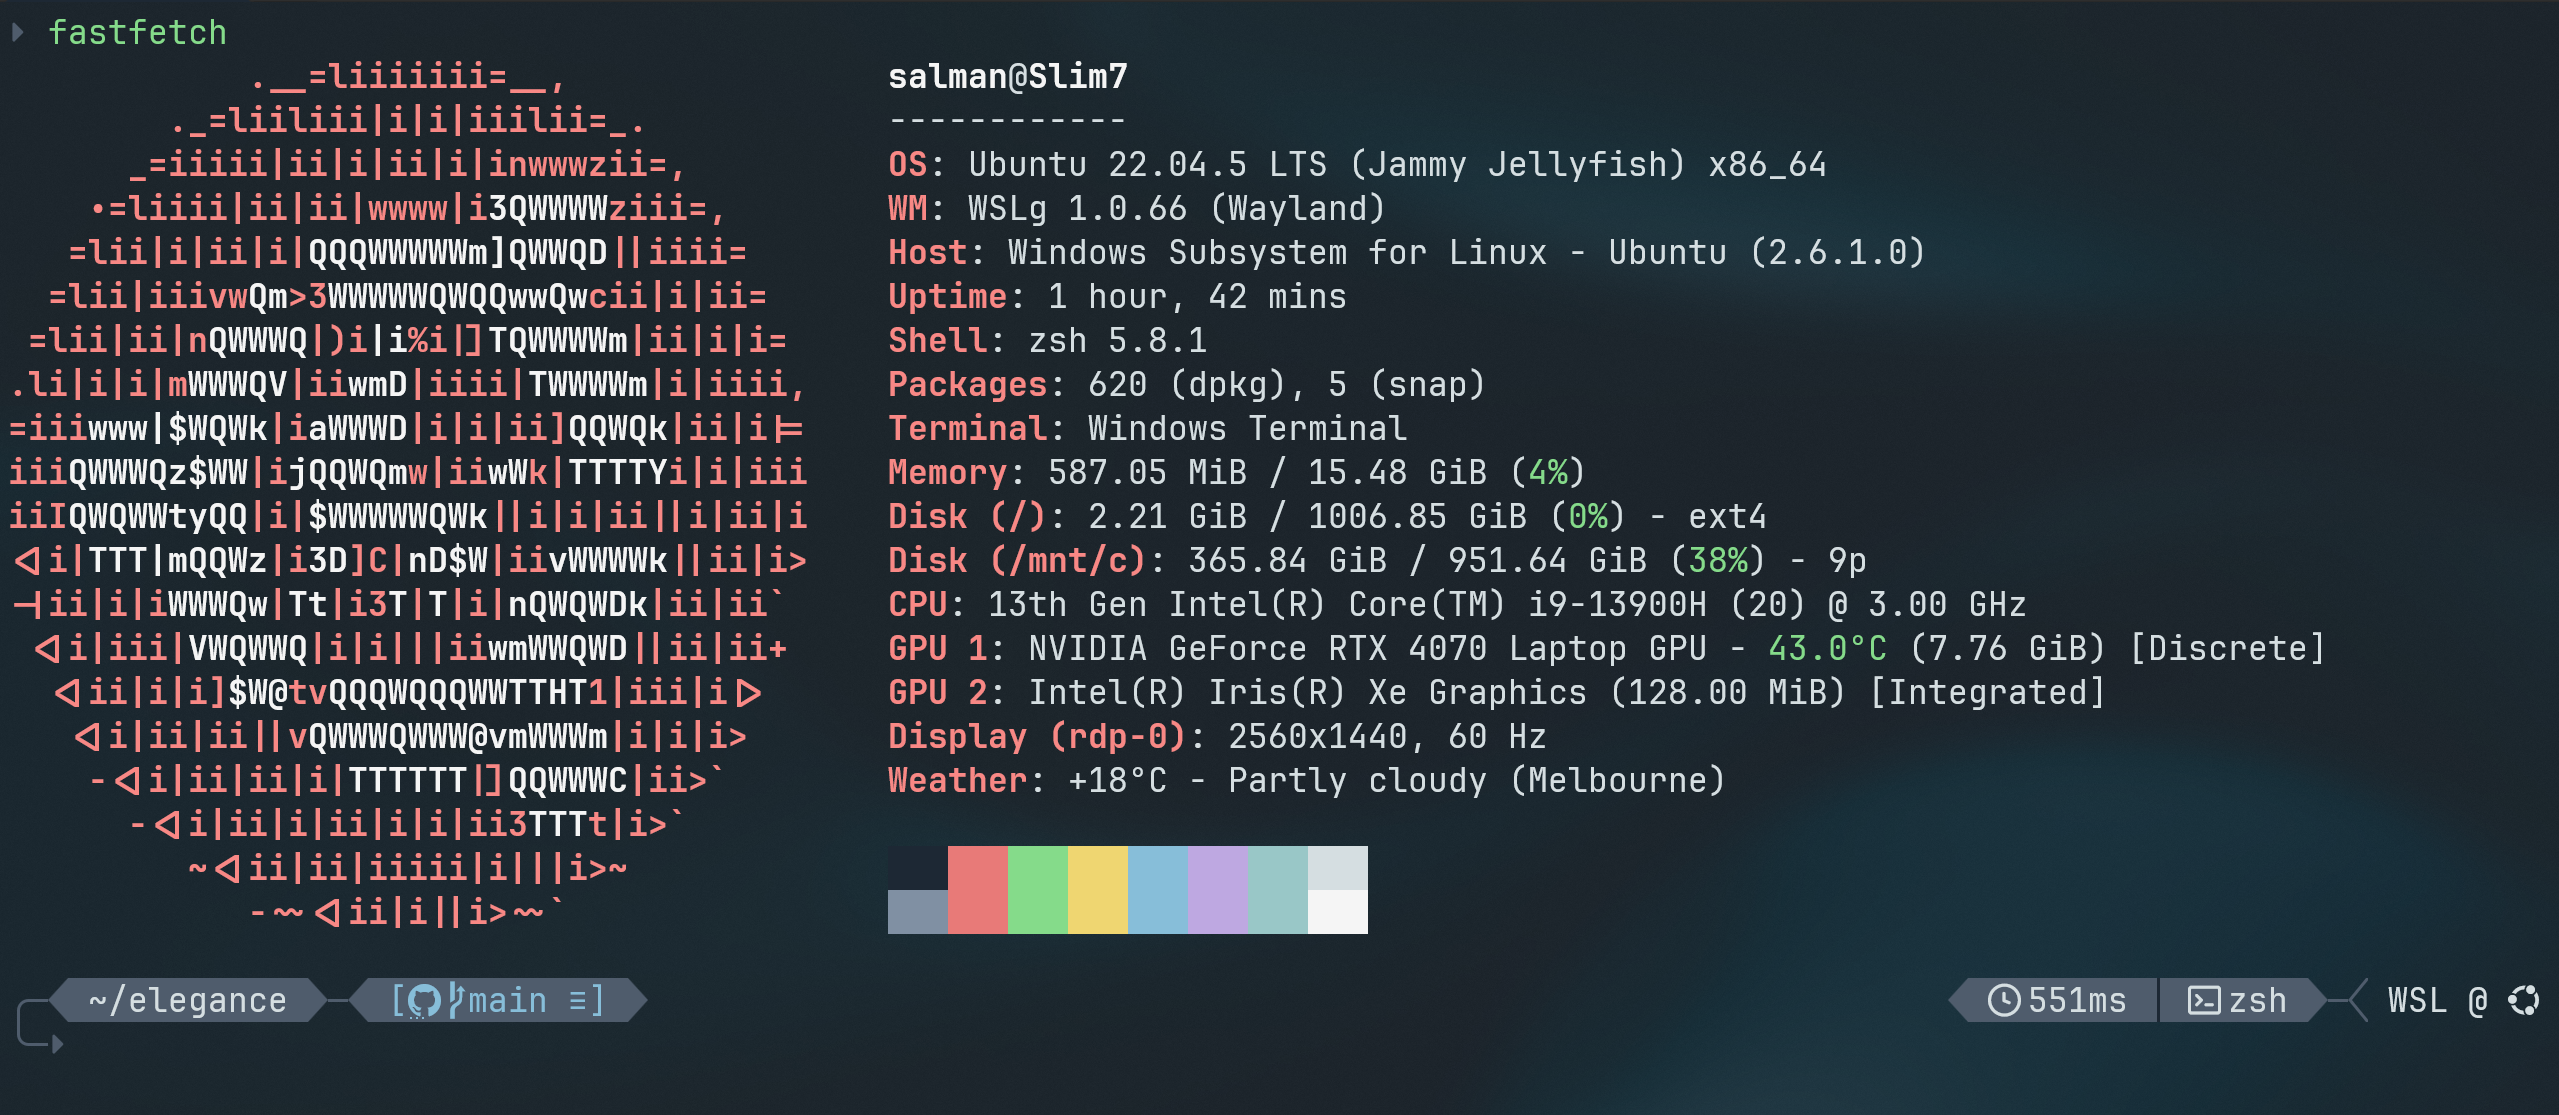 fastfetch
.__=liiiiiii=__,
._=liiliii|i|i|iiilii=_.
_=iiiii|ii|i|ii|i|inwwwzii=,
•=liiii|ii|ii|wwww|i3QWWWWziii=,
=lii|i|ii|i|QQQWWWWWm]QWWQD||iiii=
=lii|iiivwQm>3WWWWWQWQQwwQwcii|i|ii=
=lii|ii|nQWWWQ|)i|i%i|]TQWWWWm|ii|i|i=
.li|i|i|mWWWQV|iiwmD|iiii|TWWWWm|i|iiii,
=iiiwww|$WQWk|iaWWWD|i|i|ii]QQWQk|ii|i|=
iiiQWWWQz$WW|ijQQWQmw|iiwWk|TTTTYi|i|iii
iiIQWQWWtyQQ|i|$WWWWWQWk||i|i|ii||i|ii|i
<|i|TTT|mQQWz|i3D]C|nD$W|iivWWWWk||ii|i>
-|ii|i|iWWWQw|Tt|i3T|T|i|nQWQWDk|ii|ii`
<|i|iii|VWQWWQ|i|i|||iiwmWWQWD||ii|ii+
<|ii|i|i]$W@tvQQQWQQQWWTTHT1|iii|i|>
<|i|ii|ii||vQWWWQWWW@vmWWWm|i|i|i>
-<|i|ii|ii|i|TTTTTT|]QQWWWC|ii>`
-<|i|ii|i|ii|i|i|ii3TTTt|i>`
~<|ii|ii|iiiii|i|||i>~
-~~<|ii|i||i>~~`
salman@Slim7
------------
OS: Ubuntu 22.04.5 LTS (Jammy Jellyfish) x86_64
WM: WSLg 1.0.66 (Wayland)
Host: Windows Subsystem for Linux - Ubuntu (2.6.1.0)
Uptime: 1 hour, 42 mins
Shell: zsh 5.8.1
Packages: 620 (dpkg), 5 (snap)
Terminal: Windows Terminal
Memory: 587.05 MiB / 15.48 GiB (4%)
Disk (/): 2.21 GiB / 1006.85 GiB (0%) - ext4
Disk (/mnt/c): 365.84 GiB / 951.64 GiB (38%) - 9p
CPU: 13th Gen Intel(R) Core(TM) i9-13900H (20) @ 3.00 GHz
GPU 1: NVIDIA GeForce RTX 4070 Laptop GPU - 43.0°C (7.76 GiB) [Discrete]
GPU 2: Intel(R) Iris(R) Xe Graphics (128.00 MiB) [Integrated]
Display (rdp-0): 2560x1440, 60 Hz
Weather: +18°C - Partly cloudy (Melbourne)
~/elegance [main ≡] 551ms zsh WSL @